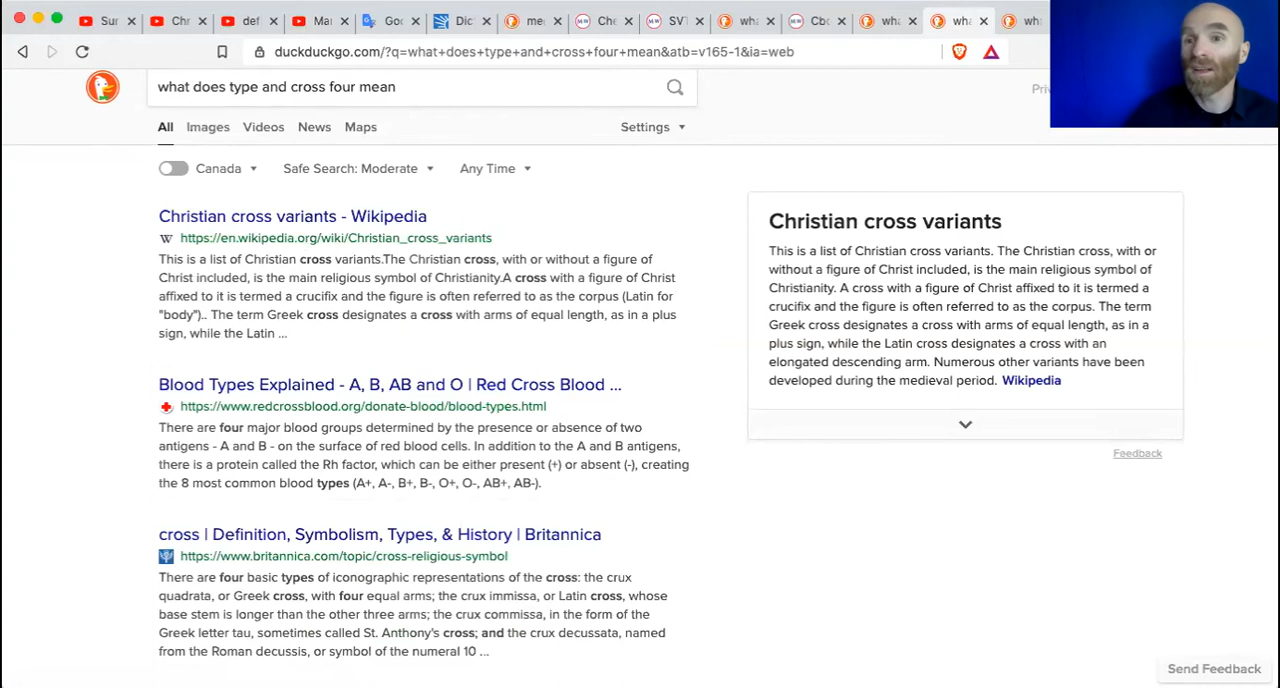 Sur
Chr
def
Mar
Goo
Dic
me
Che
SVT
wha
Cbc
wha
wha
wh
duckduckgo.com/?q=what+does+type+and+cross+four+mean&atb=v165-1&ia=web
what does type and cross four mean
Priv
All Images Videos News Maps Settings
Canada Safe Search: Moderate Any Time
Christian cross variants - Wikipedia
W https://en.wikipedia.org/wiki/Christian_cross_variants
This is a list of Christian cross variants.The Christian cross, with or without a figure of
Christ included, is the main religious symbol of Christianity.A cross with a figure of Christ
affixed to it is termed a crucifix and the figure is often referred to as the corpus (Latin for
"body").. The term Greek cross designates a cross with arms of equal length, as in a plus
sign, while the Latin ...
Blood Types Explained - A, B, AB and O | Red Cross Blood ...
https://www.redcrossblood.org/donate-blood/blood-types.html
There are four major blood groups determined by the presence or absence of two
antigens - A and B - on the surface of red blood cells. In addition to the A and B antigens,
there is a protein called the Rh factor, which can be either present (+) or absent (-), creating
the 8 most common blood types (A+, A-, B+, B-, O+, O-, AB+, AB-).
cross | Definition, Symbolism, Types, & History | Britannica
https://www.britannica.com/topic/cross-religious-symbol
There are four basic types of iconographic representations of the cross: the crux
quadrata, or Greek cross, with four equal arms; the crux immissa, or Latin cross, whose
base stem is longer than the other three arms; the crux commissa, in the form of the
Greek letter tau, sometimes called St. Anthony's cross; and the crux decussata, named
from the Roman decussis, or symbol of the numeral 10 ...
Christian cross variants
This is a list of Christian cross variants. The Christian cross, with or
without a figure of Christ included, is the main religious symbol of
Christianity. A cross with a figure of Christ affixed to it is termed a
crucifix and the figure is often referred to as the corpus. The term
Greek cross designates a cross with arms of equal length, as in a
plus sign, while the Latin cross designates a cross with an
elongated descending arm. Numerous other variants have been
developed during the medieval period. Wikipedia
Feedback
Send Feedback